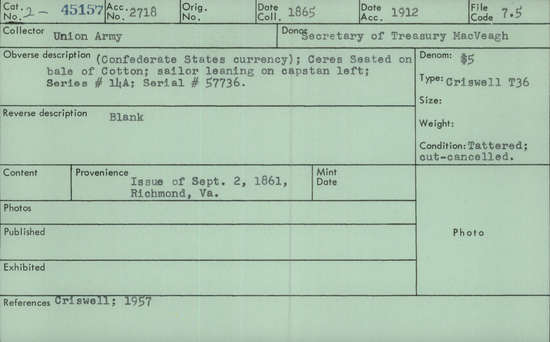 Cat. No. 2- 45157 Acc. No. 2718 Orig. No. Date Coll. 1865 Date Acc. 1912 File Code 7.5
Collector Union Army Donor Secretary of Treasury MacVeagh
Obverse description (Confederate States currency); Ceres Seated on
bale of Cotton; sailor leaning on capstan left;
Series # 14A; Serial # 57736.
Denom: $5
Type: Criswell T36
Size:
Weight:
Condition: Tattered;
cut-cancelled.
Reverse description Blank
Content Provenience Issue of Sept. 2, 1861,
Richmond, Va.
Mint Date
Photos
Published
Exhibited
Photo
References Criswell; 1957